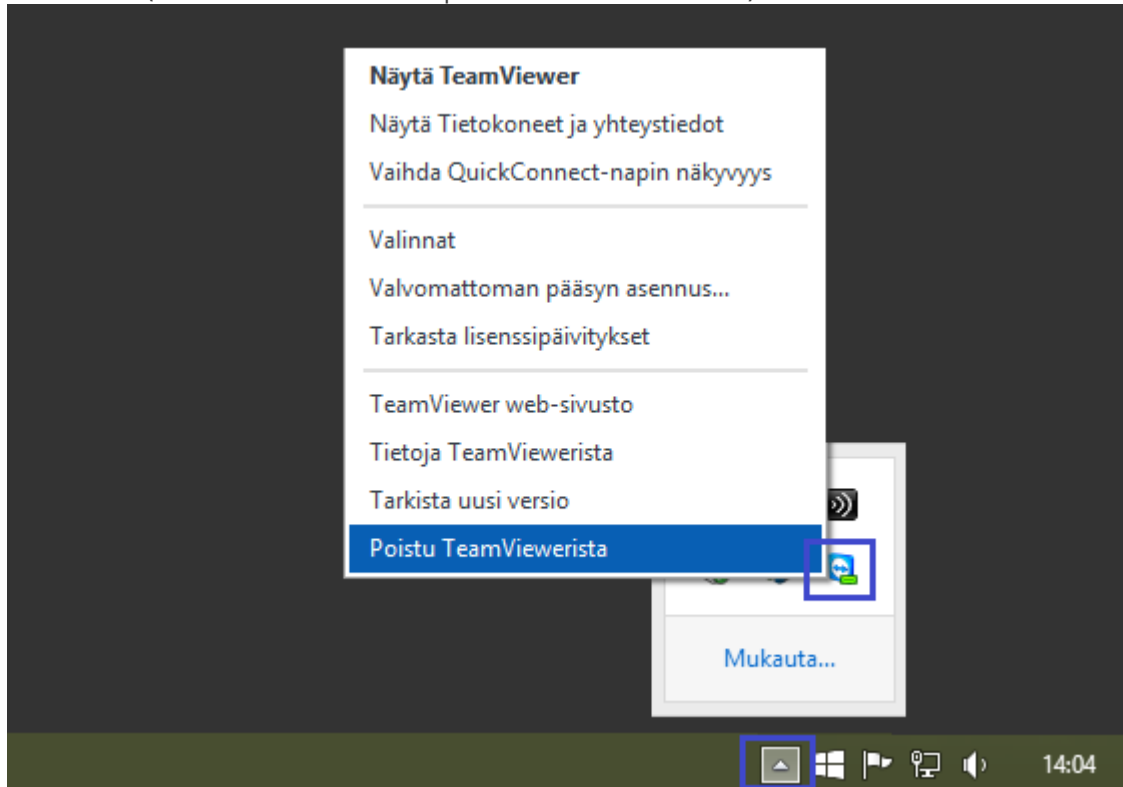 Näytä TeamViewer
Näytä Tietokoneet ja yhteystiedot
Vaihda QuickConnect-napin näkyvyys
Valinnat
Valvomattoman pääsyn asennus...
Tarkasta lisenssipäivitykset
TeamViewer web-sivusto
Tietoja TeamViewerista
Tarkista uusi versio
Poistu TeamViewerista
Mukauta...
14:04